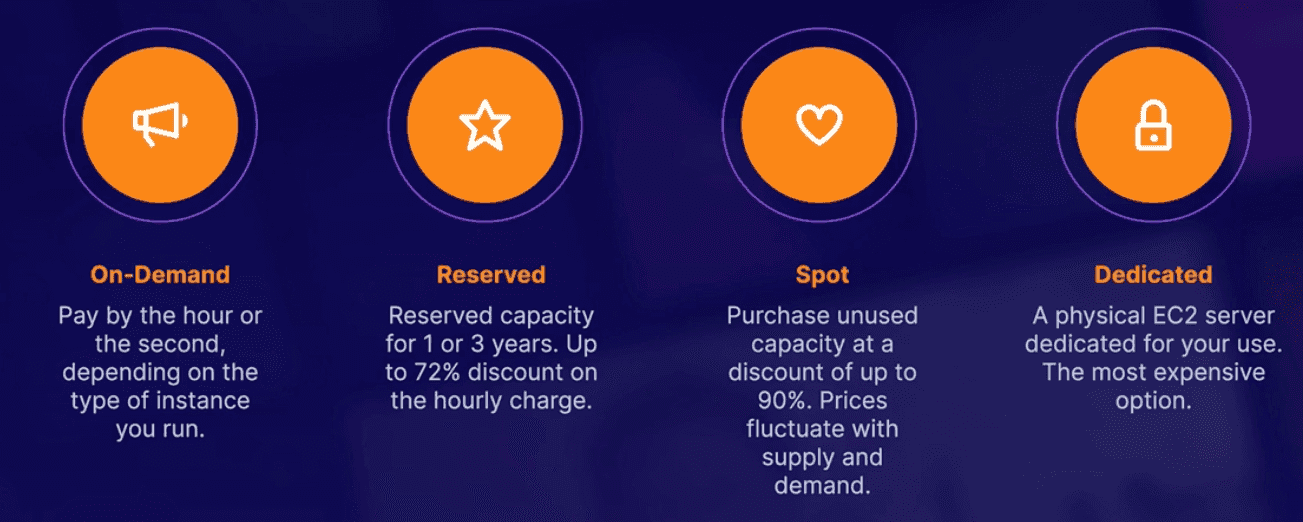 On-Demand
Pay by the hour or
the second,
depending on the
type of instance
you run.
Reserved
Reserved capacity
for 1 or 3 years. Up
to 72% discount on
the hourly charge.
Spot
Purchase unused
capacity at a
discount of up to
90%. Prices
fluctuate with
supply and
demand.
Dedicated
A physical EC2 server
dedicated for your use.
The most expensive
option.